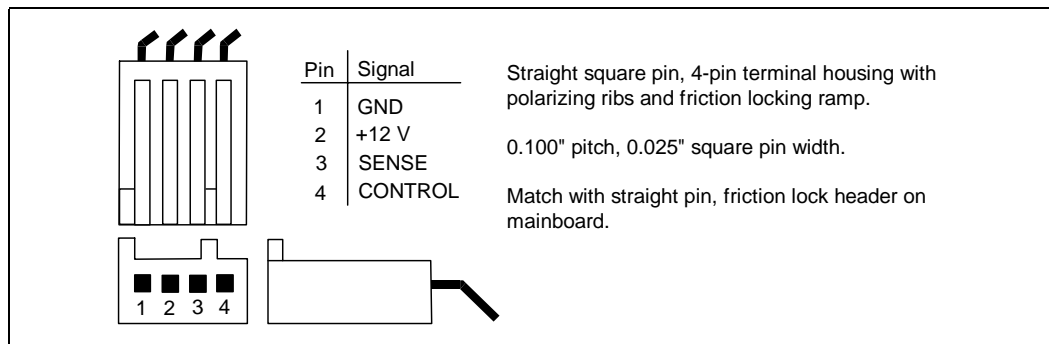 Pin Signal
1 GND
2 +12 V
3 SENSE
4 CONTROL
Straight square pin, 4-pin terminal housing with
polarizing ribs and friction locking ramp.
0.100" pitch, 0.025" square pin width.
Match with straight pin, friction lock header on
mainboard.
1 2 3 4